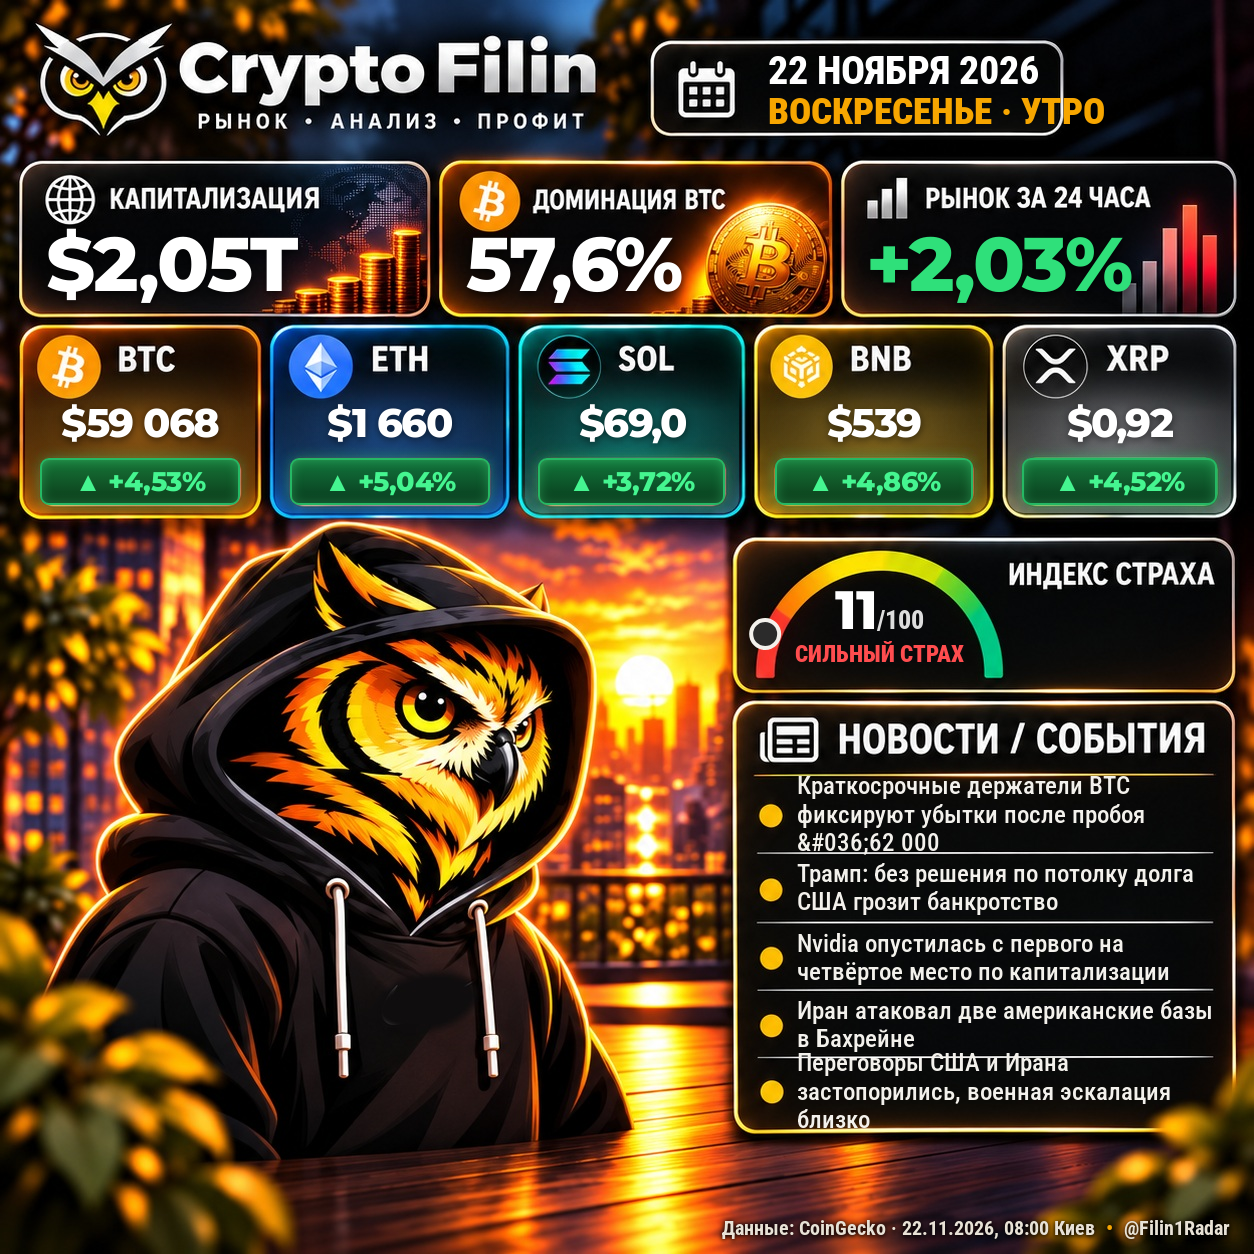 Crypto Filin
РЫНОК • АНАЛИЗ • ПРОФИТ
22 НОЯБРЯ 2026
ВОСКРЕСЕНЬЕ · УТРО
КАПИТАЛИЗАЦИЯ
$2,05T
ДОМИНАЦИЯ BTC
57,6%
РЫНОК ЗА 24 ЧАСА
+2,03%
BTC
$59 068
▲ +4,53%
ETH
$1 660
▲ +5,04%
SOL
$69,0
▲ +3,72%
BNB
$539
▲ +4,86%
XRP
$0,92
▲ +4,52%
ИНДЕКС СТРАХА
11/100
СИЛЬНЫЙ СТРАХ
НОВОСТИ / СОБЫТИЯ
Краткосрочные держатели BTC
фиксируют убытки после пробоя
&#036;62 000
Трамп: без решения по потолку долга
США грозит банкротство
Nvidia опустилась с первого на
четвёртое место по капитализации
Иран атаковал две американские базы
в Бахрейне
Переговоры США и Ирана
застопорились, военная эскалация
близко
Данные: CoinGecko · 22.11.2026, 08:00 Киев • @Filin1Radar